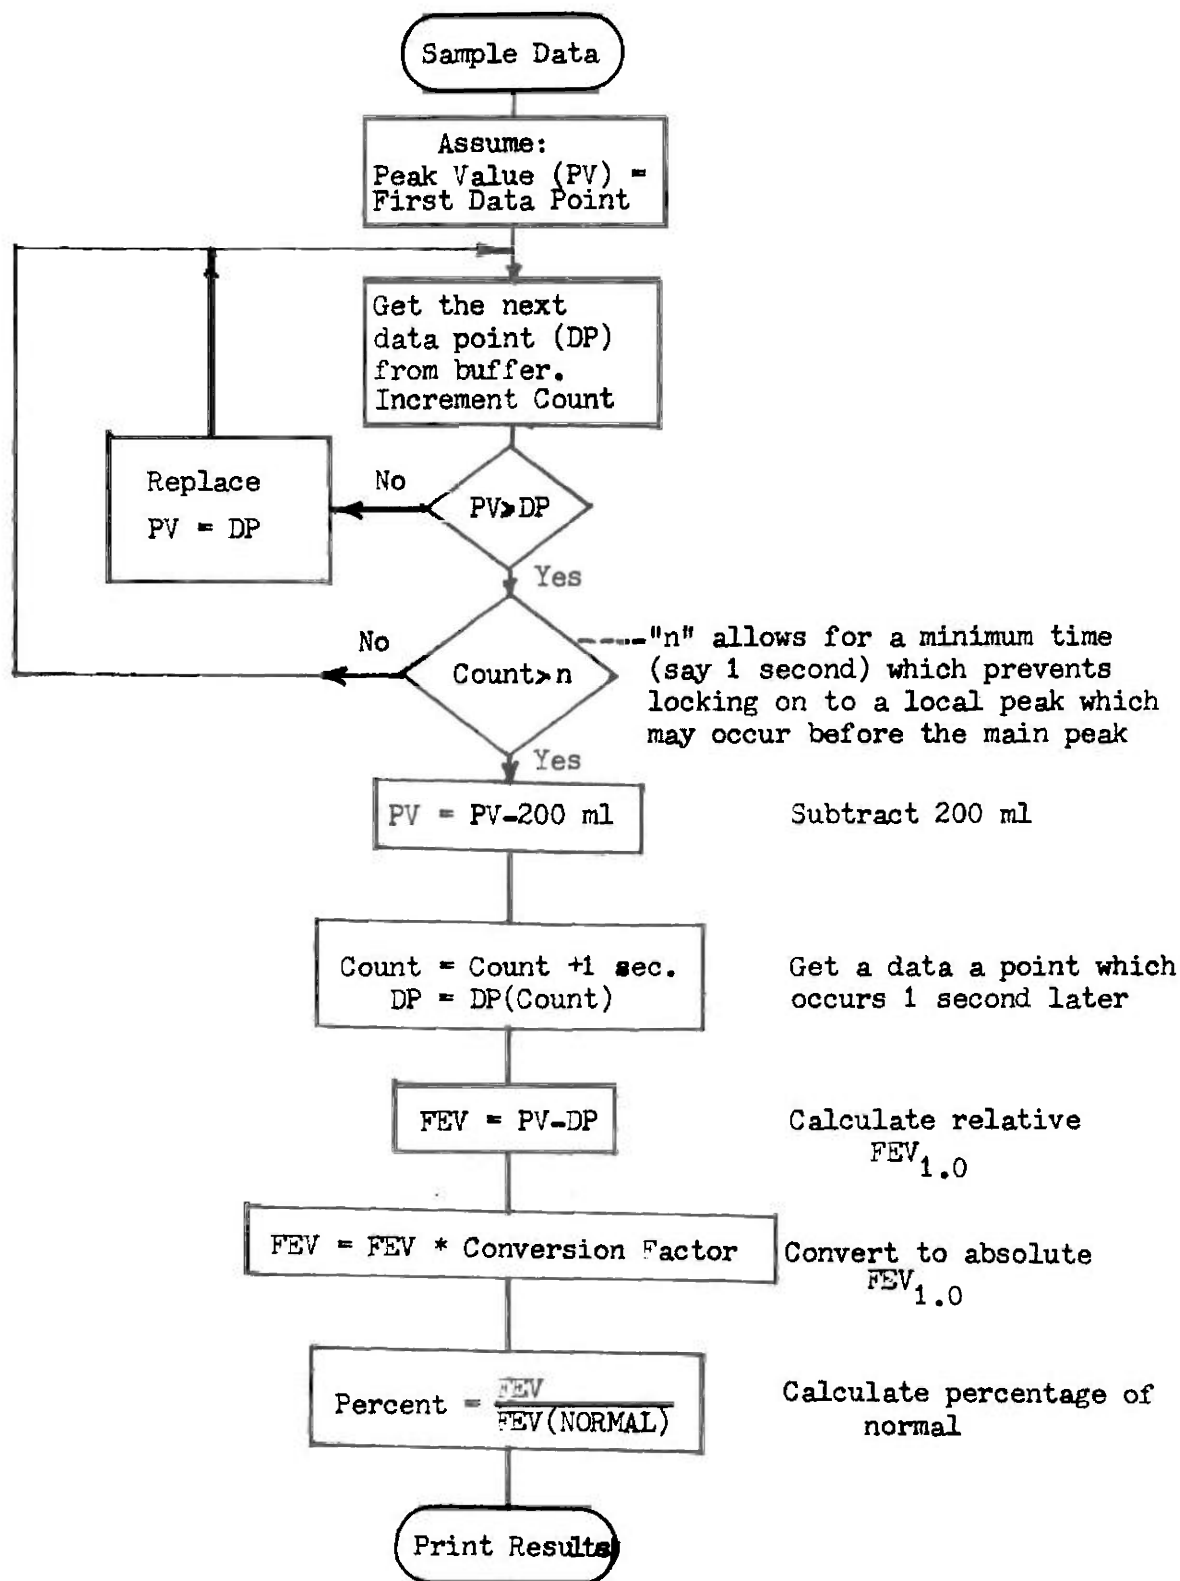 Sample Data
Assume:
Peak Value (PV) =
First Data Point
Get the next
data point (DP)
from buffer.
Increment Count
Replace
PV = DP
No
PV>DP
Yes
No
Count>n
"n" allows for a minimum time
(say 1 second) which prevents
locking on to a local peak which
may occur before the main peak
Yes
PV = PV-200 ml
Subtract 200 ml
Count = Count +1 sec.
DP = DP(Count)
Get a data a point which
occurs 1 second later
FEV = PV-DP
Calculate relative
FEV1.0
FEV = FEV * Conversion Factor
Convert to absolute
FEV1.0
Percent = FEV
FEV(NORMAL)
Calculate percentage of
normal
Print Results